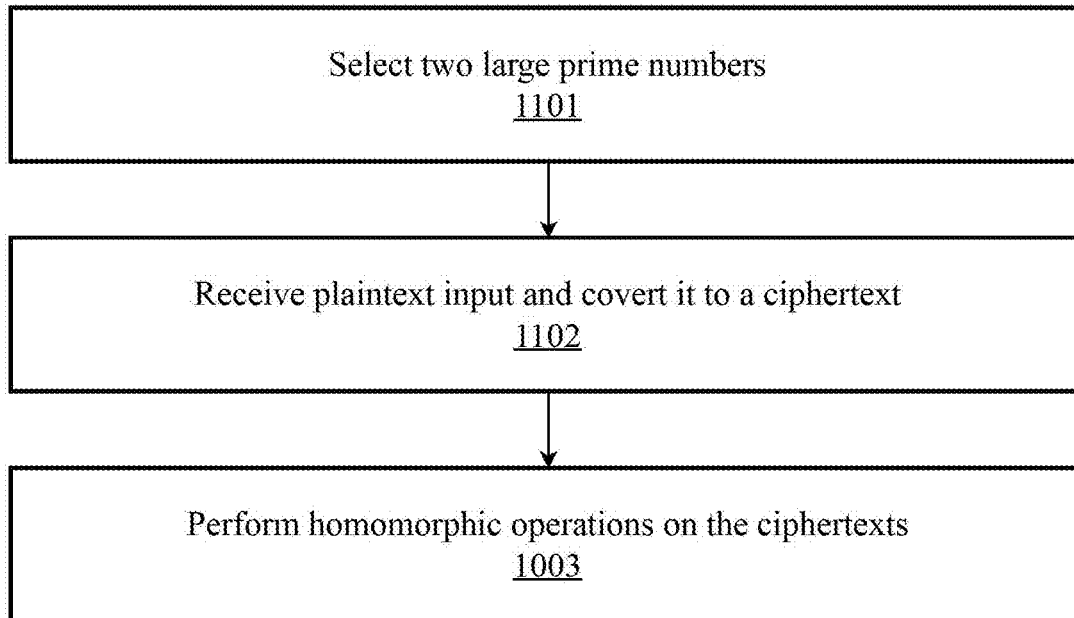 Select two large prime numbers
1101
Receive plaintext input and covert it to a ciphertext
1102
Perform homomorphic operations on the ciphertexts
1003